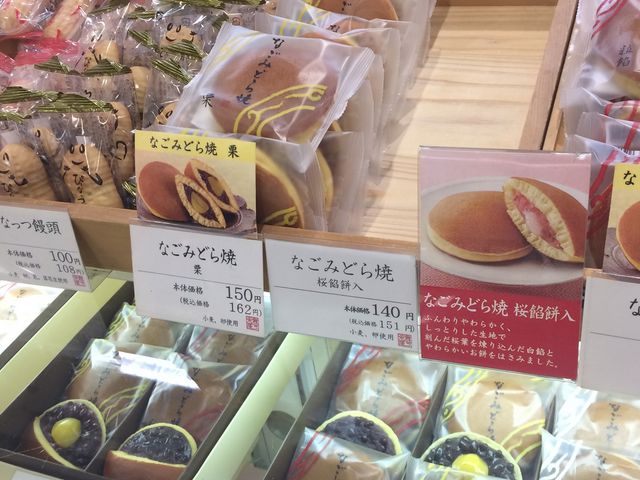 なごみどら焼
栗
なごみどら焼 栗
なっつ饅頭
本体価格 100円
(税込価格 108円)
なごみどら焼
栗
本体価格 150円
(税込価格 162円)
小麦、卵使用
なごみどら焼
桜餡餅入
本体価格 140円
(税込価格 151円)
小麦、卵使用
なごみどら焼 桜餡餅入
ふんわりやわらかく、
しっとりした生地で
刻んだ桜葉を練り込んだ白餡と
やわらかいお餅をはさみました。